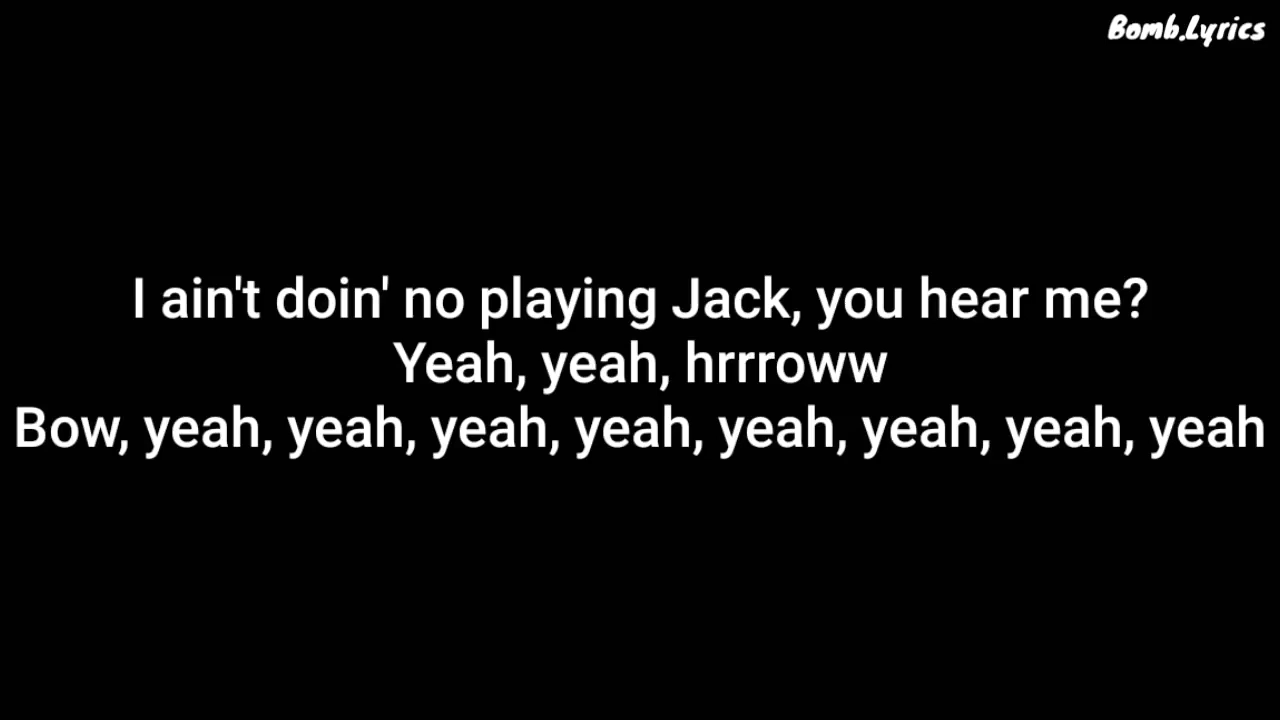 Bomb.Lyrics
I ain't doin' no playing Jack, you hear me?
Yeah, yeah, hrrroww
Bow, yeah, yeah, yeah, yeah, yeah, yeah, yeah, yeah